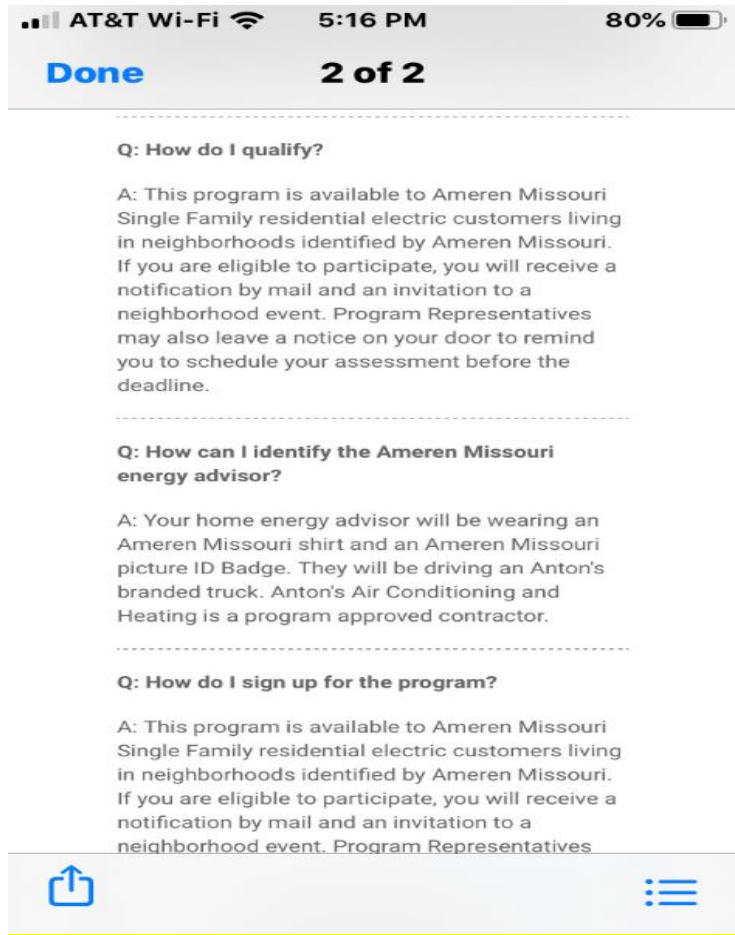 AT&T Wi-Fi 5:16 PM 80%
Done 2 of 2
Q: How do I qualify?
A: This program is available to Ameren Missouri
Single Family residential electric customers living
in neighborhoods identified by Ameren Missouri.
If you are eligible to participate, you will receive a
notification by mail and an invitation to a
neighborhood event. Program Representatives
may also leave a notice on your door to remind
you to schedule your assessment before the
deadline.
Q: How can I identify the Ameren Missouri
energy advisor?
A: Your home energy advisor will be wearing an
Ameren Missouri shirt and an Ameren Missouri
picture ID Badge. They will be driving an Anton's
branded truck. Anton's Air Conditioning and
Heating is a program approved contractor.
Q: How do I sign up for the program?
A: This program is available to Ameren Missouri
Single Family residential electric customers living
in neighborhoods identified by Ameren Missouri.
If you are eligible to participate, you will receive a
notification by mail and an invitation to a
neighborhood event. Program Representatives